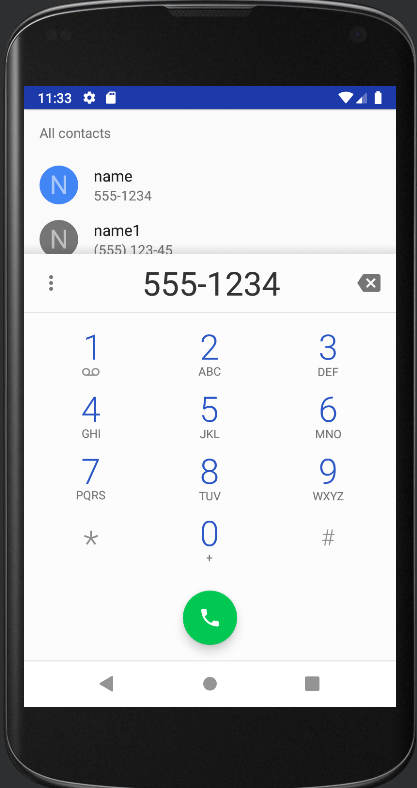 11:33
All contacts
N name
555-1234
N name1
(555) 123-45
555-1234
1 2 3
ABC DEF
4 5 6
GHI JKL MNO
7 8 9
PQRS TUV WXYZ
* 0 #
+